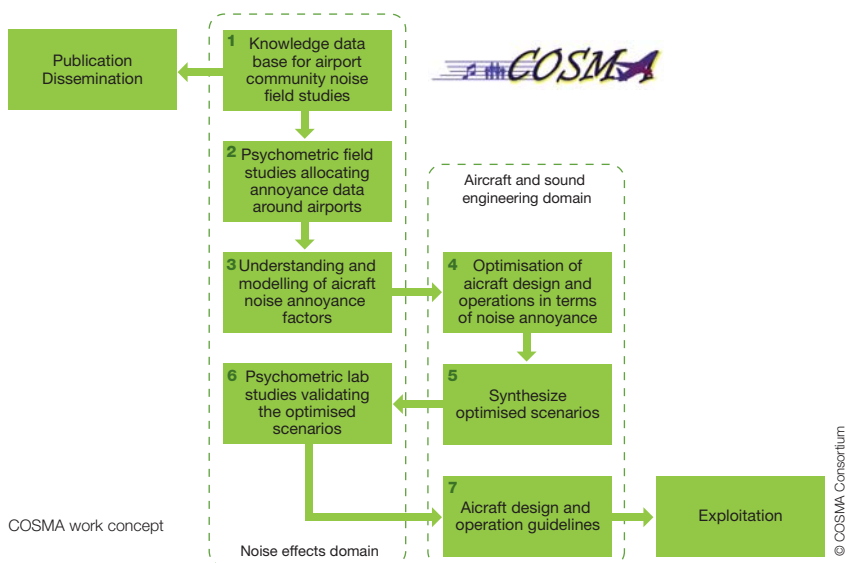 Publication
Dissemination
1 Knowledge data
base for airport
community noise
field studies
COSMA
2 Psychometric field
studies allocating
annoyance data
around airports
Aircraft and sound
engineering domain
3 Understanding and
modelling of aicraft
noise annoyance
factors
4 Optimisation of
aicraft design and
operations in terms
of noise annoyance
6 Psychometric lab
studies validating
the optimised
scenarios
5
Synthesize
optimised scenarios
7
Aicraft design and
operation guidelines
Exploitation
COSMA work concept
Noise effects domain
© COSMA Consortium